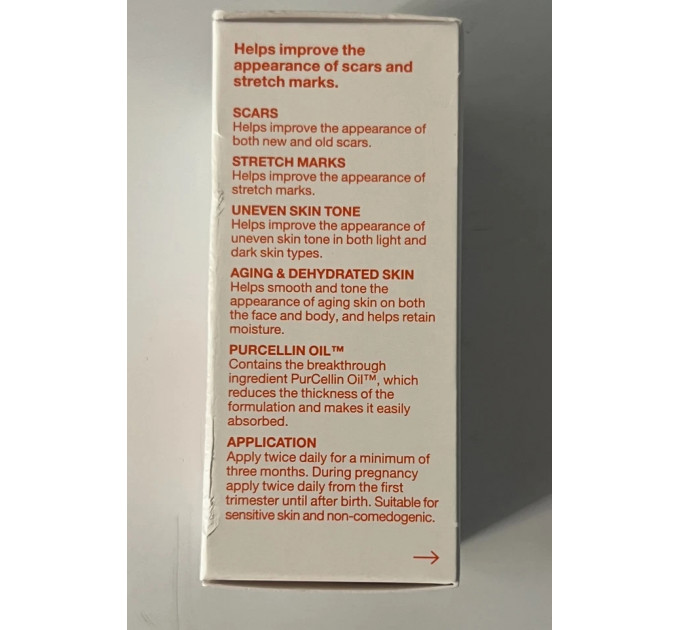 Helps improve the
appearance of scars and
stretch marks.
SCARS
Helps improve the appearance of
both new and old scars.
STRETCH MARKS
Helps improve the appearance of
stretch marks.
UNEVEN SKIN TONE
Helps improve the appearance of
uneven skin tone in both light and
dark skin types.
AGING & DEHYDRATED SKIN
Helps smooth and tone the
appearance of aging skin on both
the face and body, and helps retain
moisture.
PURCELLIN OIL™
Contains the breakthrough
ingredient PurCellin Oil™, which
reduces the thickness of the
formulation and makes it easily
absorbed.
APPLICATION
Apply twice daily for a minimum of
three months. During pregnancy
apply twice daily from the first
trimester until after birth. Suitable for
sensitive skin and non-comedogenic.